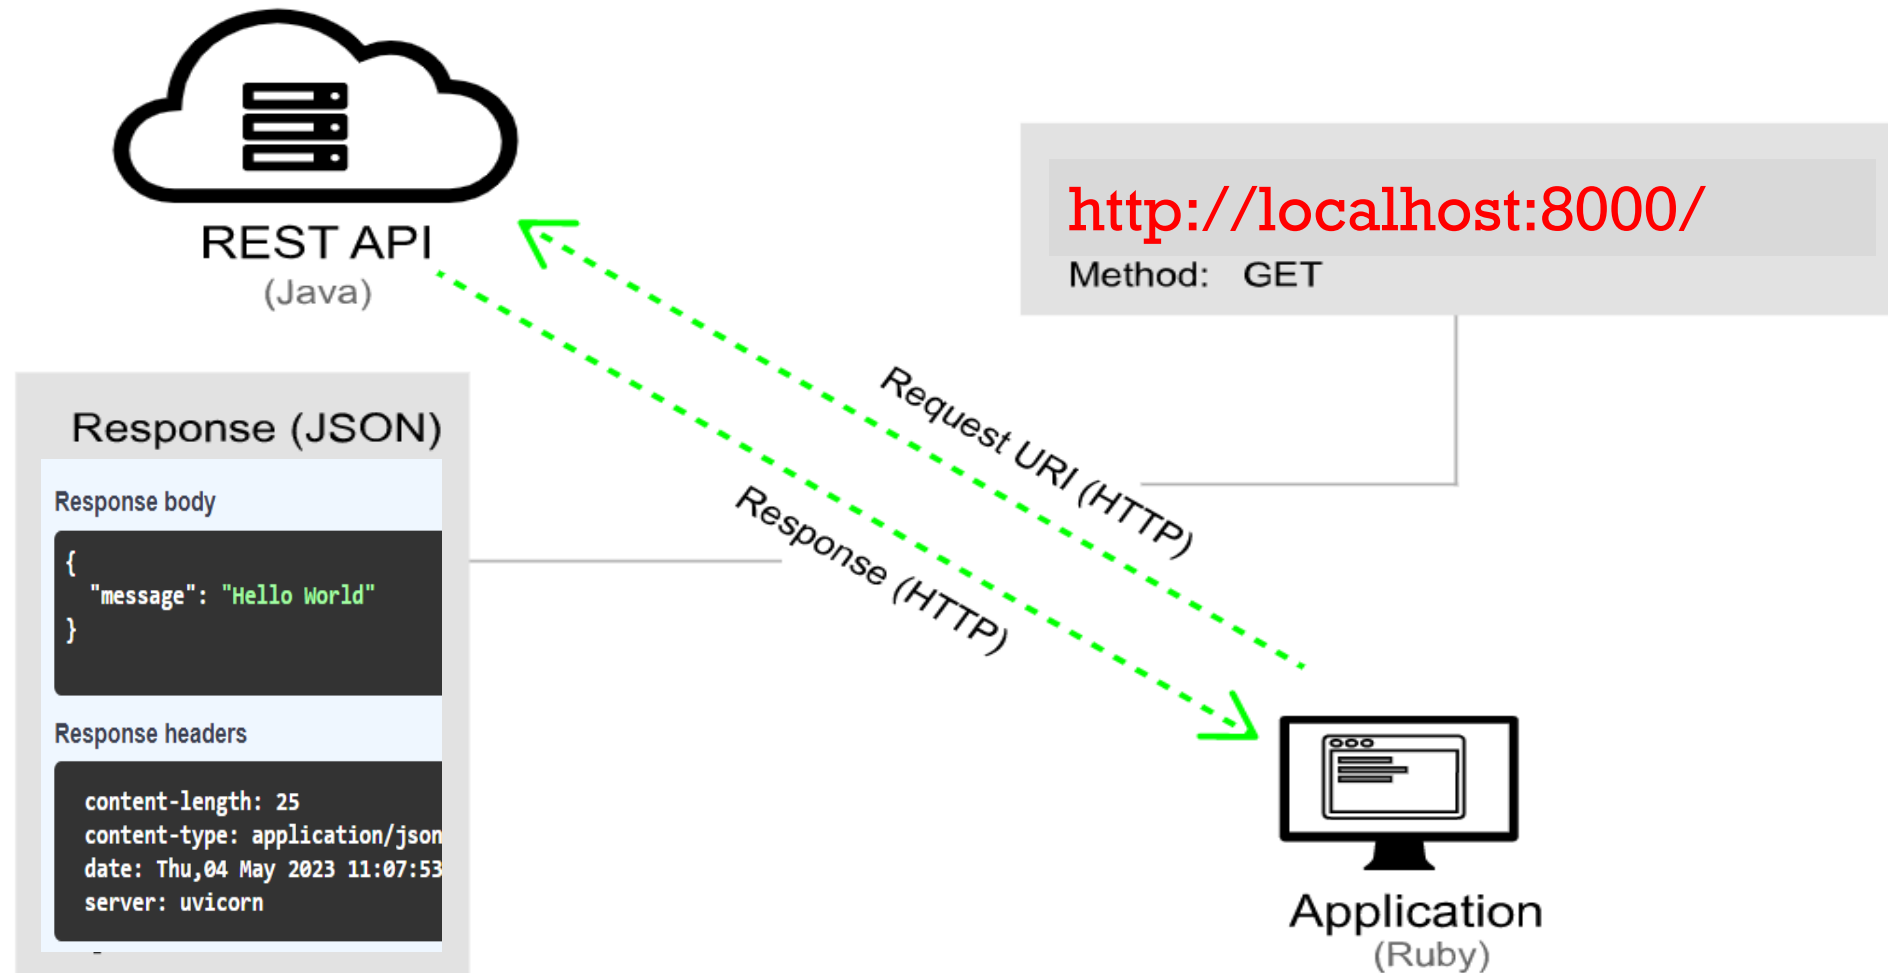 REST API
(Java)
http://localhost:8000/
Method: GET
Request URI (HTTP)
Response (HTTP)
Response (JSON)
Response body
{
"message": "Hello World"
}
Response headers
content-length: 25
content-type: application/json
date: Thu,04 May 2023 11:07:53
server: uvicorn
Application
(Ruby)